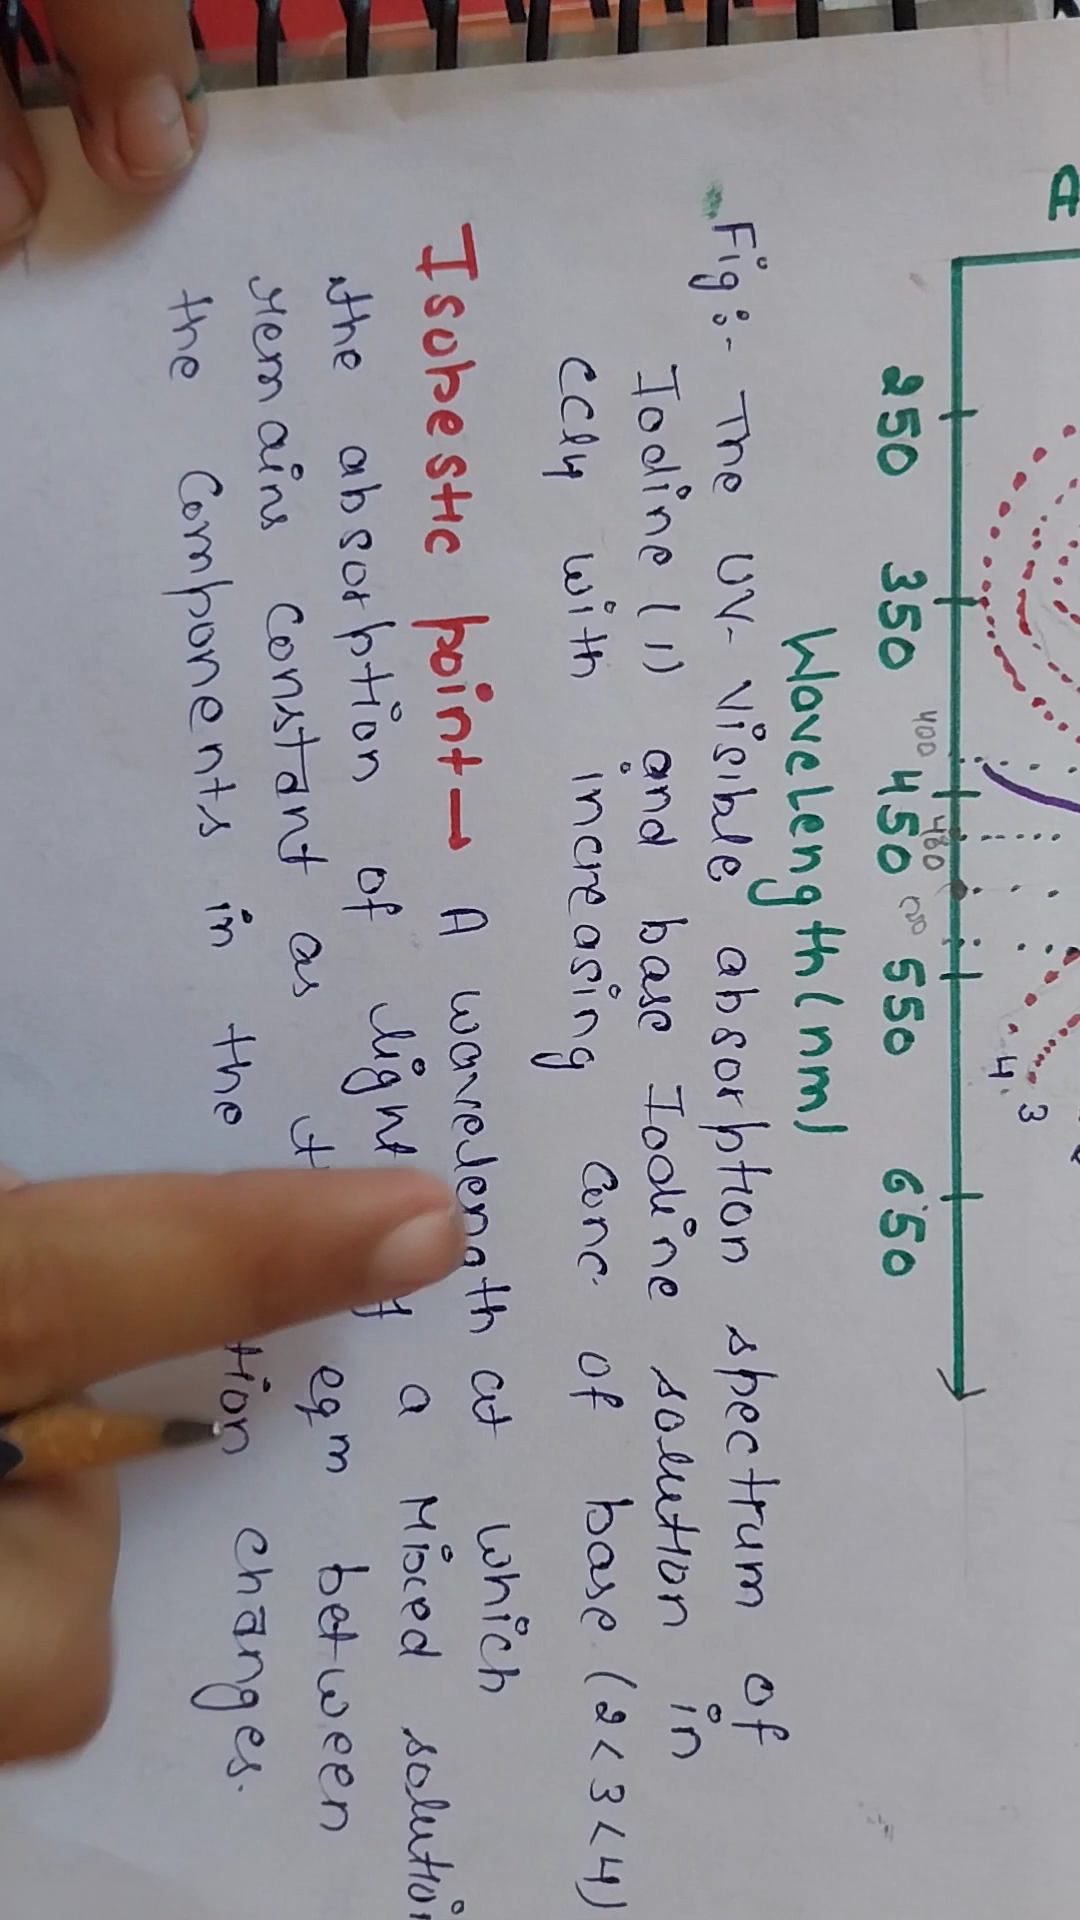 250 350 450 550 650
400 480 520
4. 3
Wavelength (nm)
Fig:- The UV-Visible absorption spectrum of
Iodine (1) and base Iodine solution in
CCl4 with increasing conc. of base (2<3<4)
Isobestic point → A wavelength at which
the absorption of light a Mixed solution
remains constant as eqm between
the components in the changes.